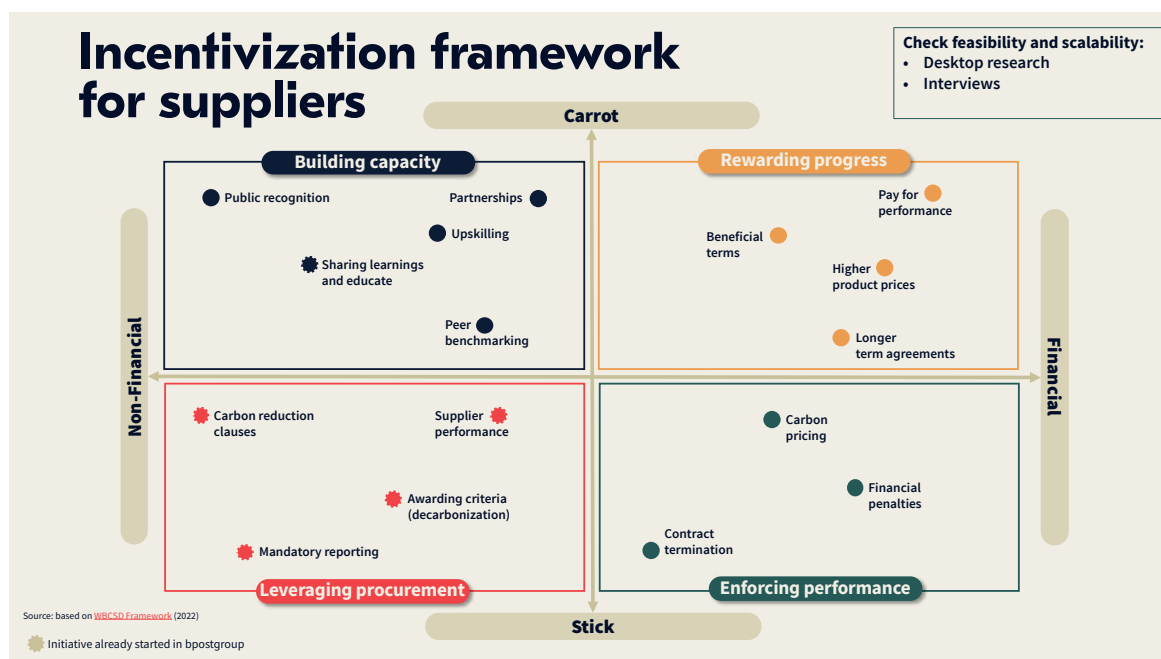 Incentivization framework
for suppliers
Check feasibility and scalability:
• Desktop research
• Interviews
Carrot
Building capacity
Rewarding progress
Public recognition
Partnerships
Upskilling
Sharing learnings
and educate
Peer
benchmarking
Pay for
performance
Beneficial
terms
Higher
product prices
Longer
term agreements
Non-Financial
Financial
Carbon reduction
clauses
Supplier
performance
Awarding criteria
(decarbonization)
Mandatory reporting
Leveraging procurement
Carbon
pricing
Financial
penalties
Contract
termination
Enforcing performance
Stick
Source: based on WBCSD Framework (2022)
Initiative already started in bpostgroup